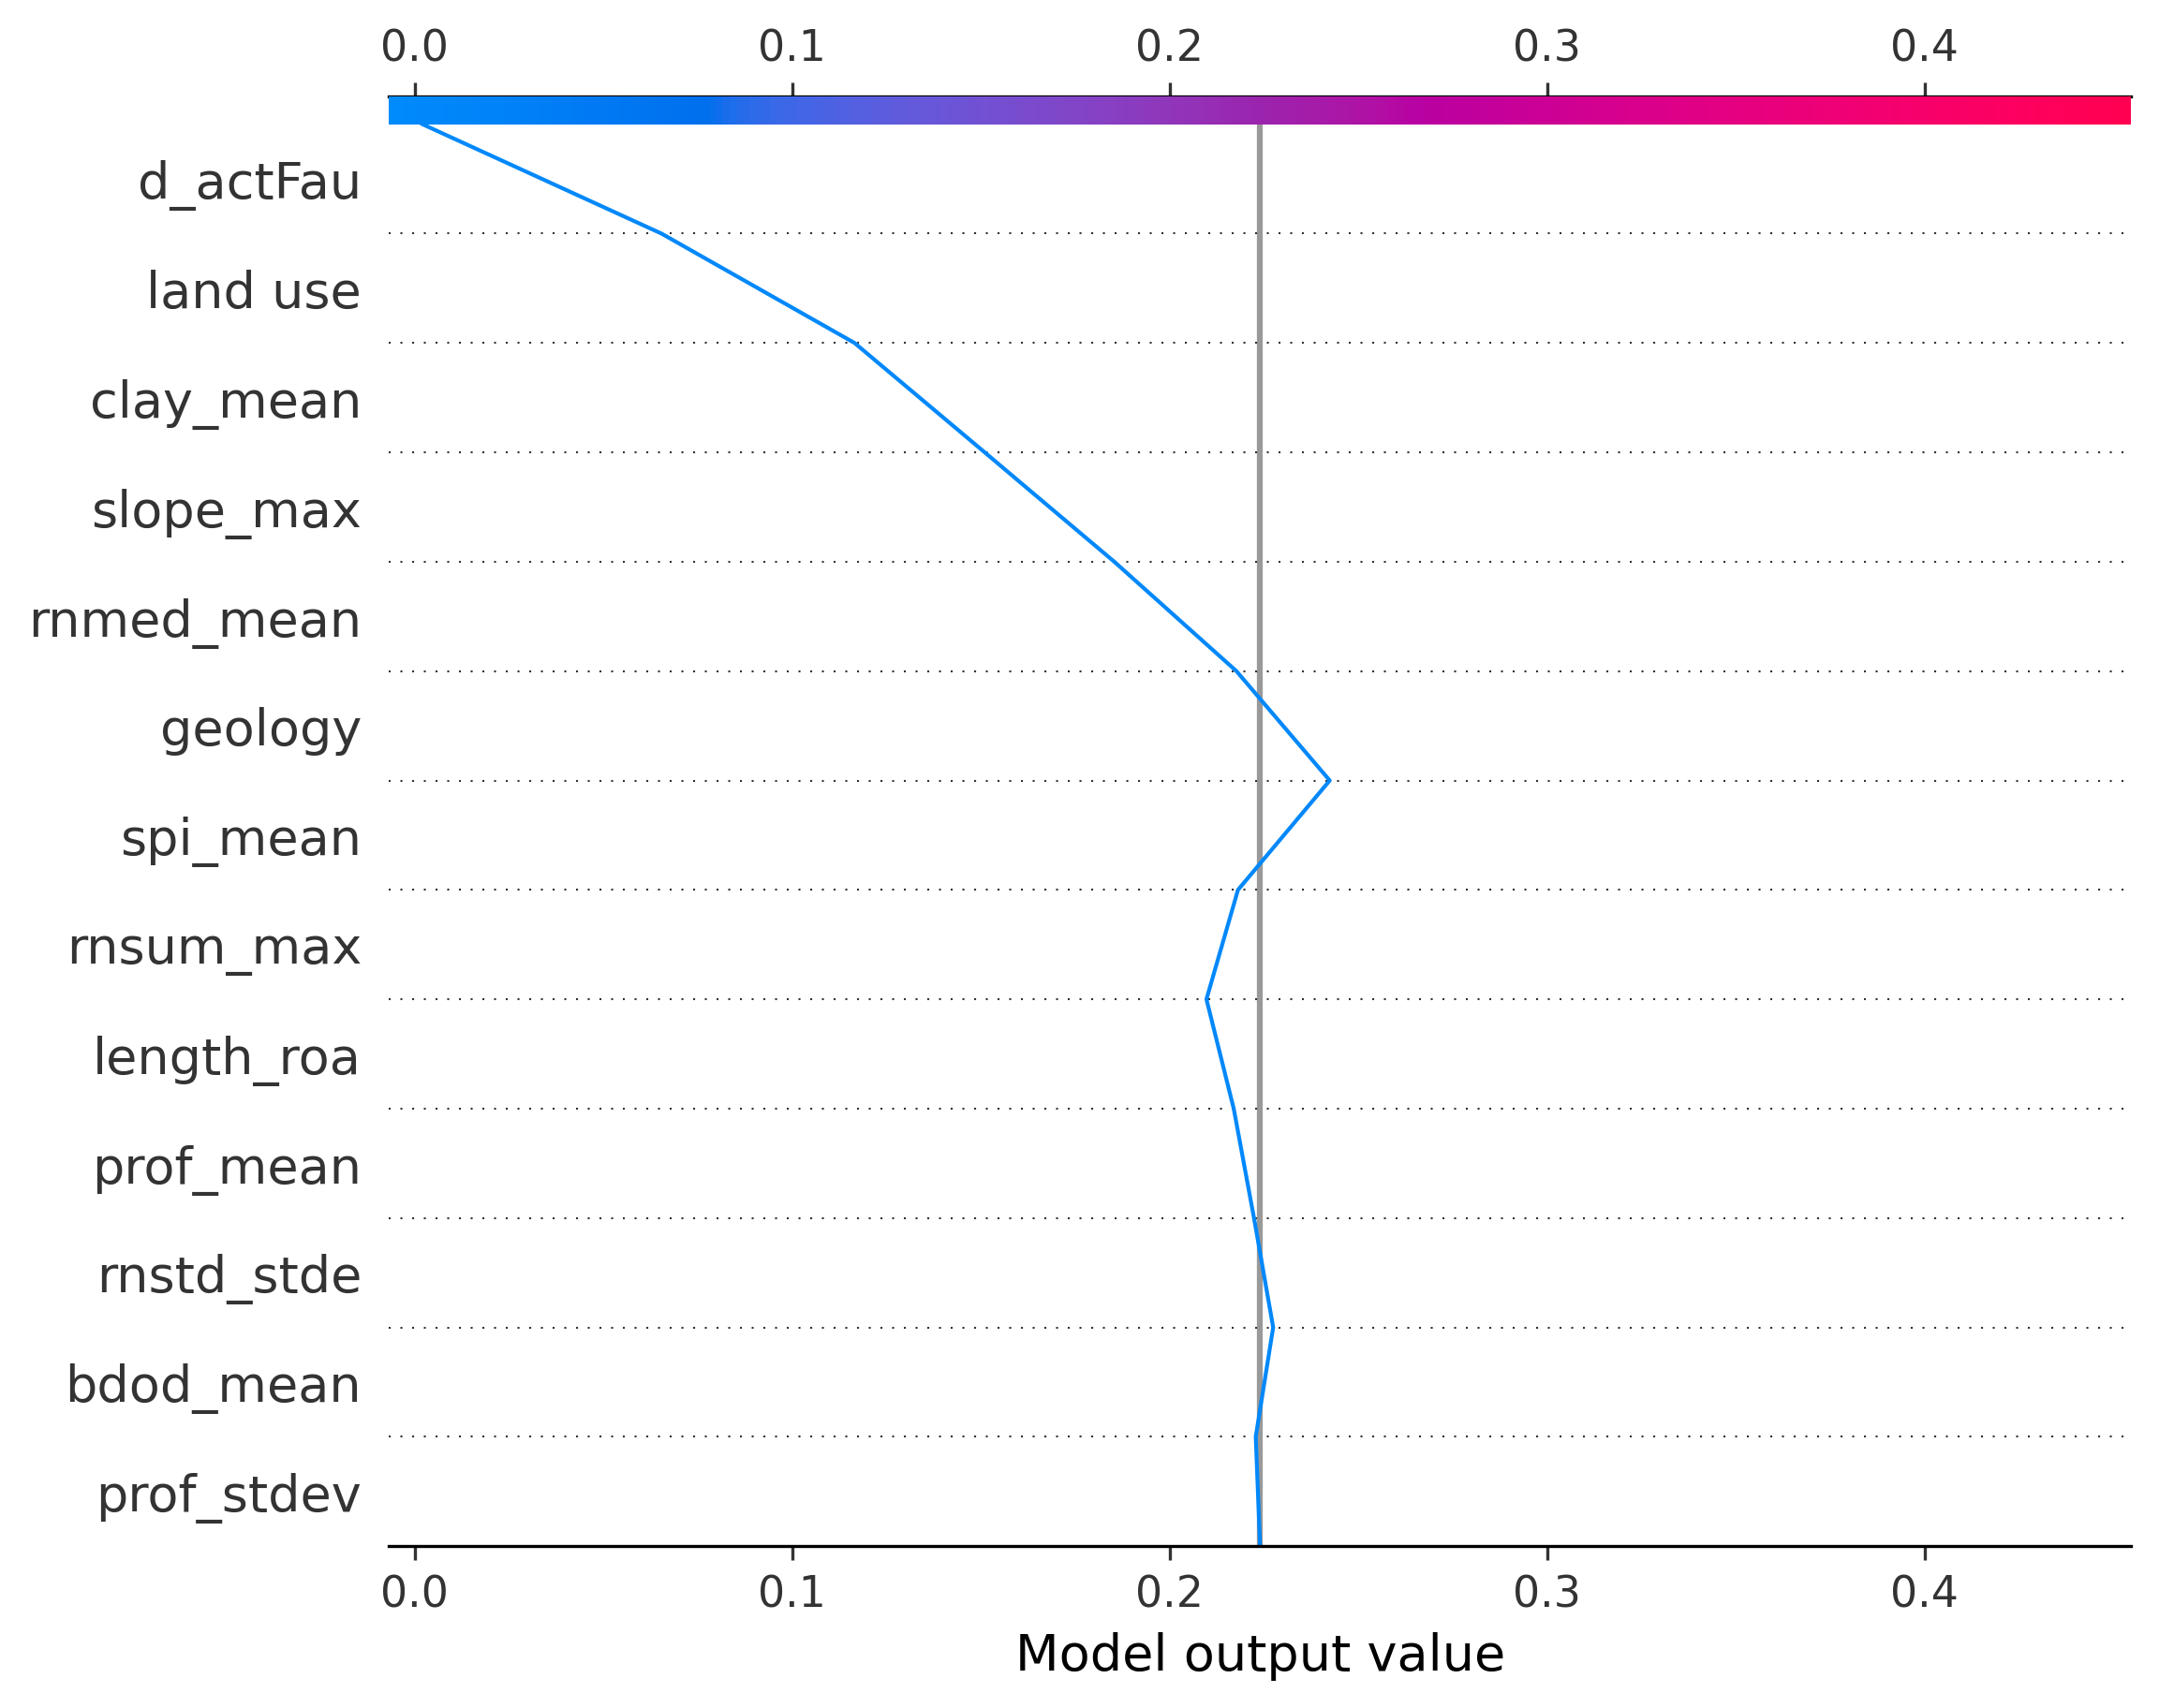 0.0 0.1 0.2 0.3 0.4
d_actFau
land use
clay_mean
slope_max
rnmed_mean
geology
spi_mean
rnsum_max
length_roa
prof_mean
rnstd_stde
bdod_mean
prof_stdev
0.0 0.1 0.2 0.3 0.4
Model output value